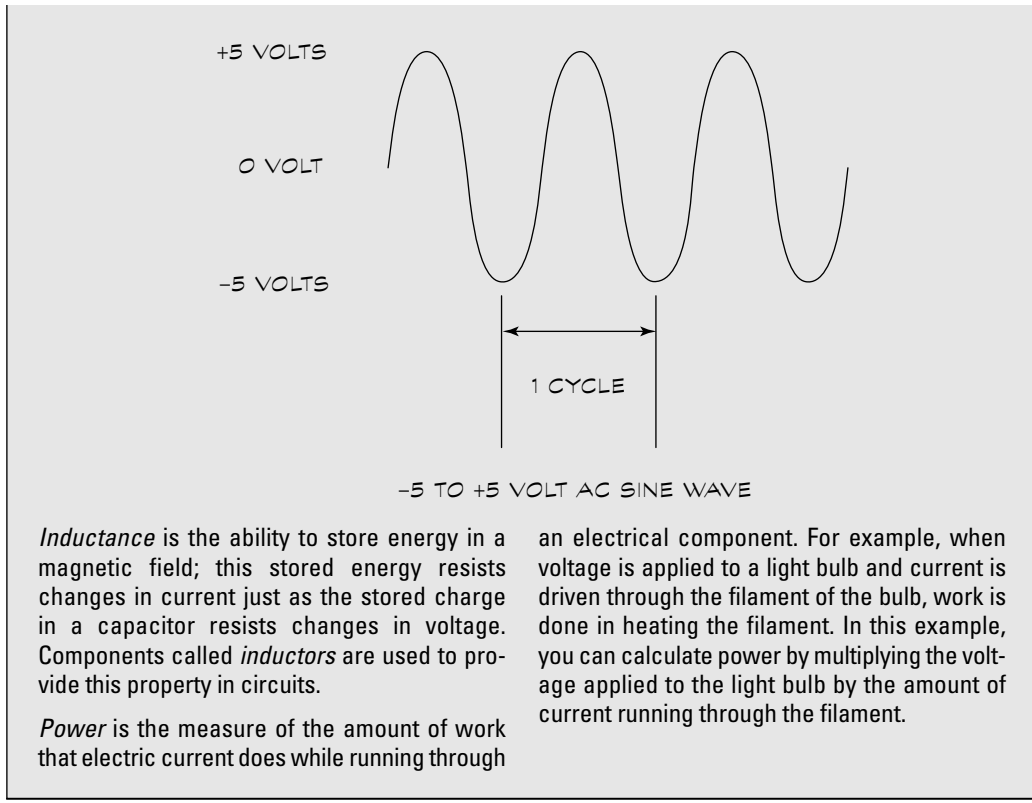 +5 VOLTS
0 VOLT
–5 VOLTS
1 CYCLE
–5 TO +5 VOLT AC SINE WAVE
Inductance is the ability to store energy in a
magnetic field; this stored energy resists
changes in current just as the stored charge
in a capacitor resists changes in voltage.
Components called inductors are used to pro-
vide this property in circuits.
Power is the measure of the amount of work
that electric current does while running through
an electrical component. For example, when
voltage is applied to a light bulb and current is
driven through the filament of the bulb, work is
done in heating the filament. In this example,
you can calculate power by multiplying the volt-
age applied to the light bulb by the amount of
current running through the filament.